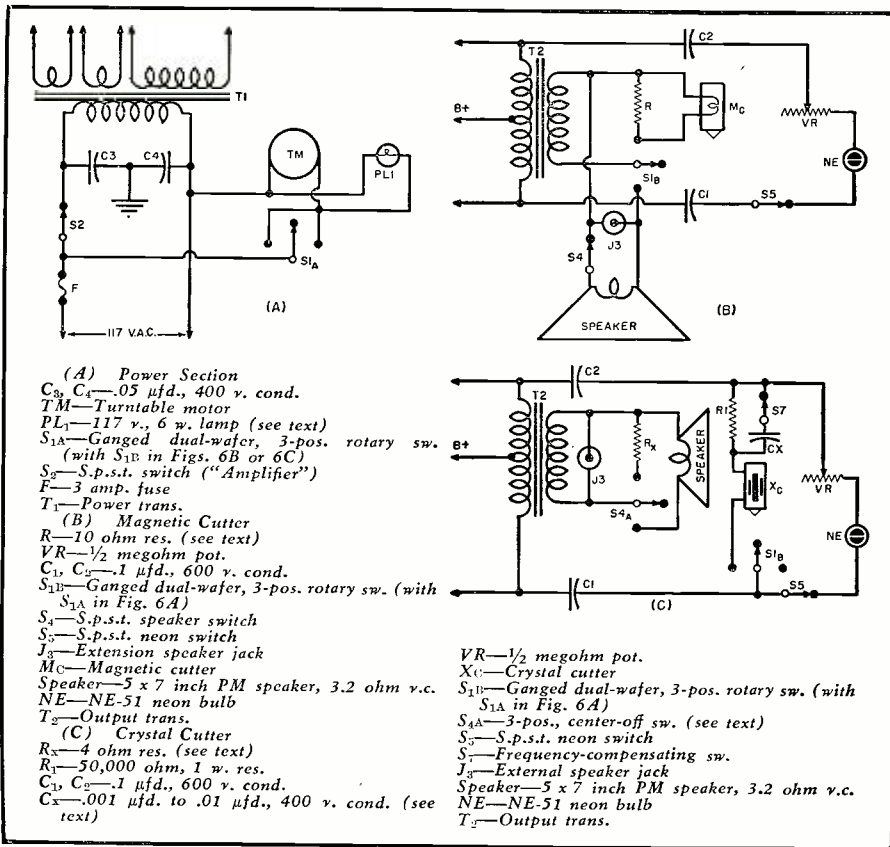 T1
C3
C4
TM
PL1
S2
S1A
F
(A)
117 V.A.C.
C2
T2
B+
R
MC
VR
NE
S1B
C1
S5
J3
S4
SPEAKER
(B)
C2
T2
R1
S7
CX
B+
J3
RX
SPEAKER
XC
VR
S4A
NE
S1B
C1
S5
(C)
(A) Power Section
C3, C4—.05 μfd., 400 v. cond.
TM—Turntable motor
PL1—117 v., 6 w. lamp (see text)
S1A—Ganged dual-wafer, 3-pos. rotary sw.
(with S1B in Figs. 6B or 6C)
S2—S.p.s.t. switch ("Amplifier")
F—3 amp. fuse
T1—Power trans.
(B) Magnetic Cutter
R—10 ohm res. (see text)
VR—1/2 megohm pot.
C1, C2—.1 μfd., 600 v. cond.
S1B—Ganged dual-wafer, 3-pos. rotary sw. (with
S1A in Fig. 6A)
S4—S.p.s.t. speaker switch
S5—S.p.s.t. neon switch
J3—Extension speaker jack
MC—Magnetic cutter
Speaker—5 x 7 inch PM speaker, 3.2 ohm v.c.
NE—NE-51 neon bulb
T2—Output trans.
(C) Crystal Cutter
Rx—4 ohm res. (see text)
R1—50,000 ohm, 1 w. res.
C1, C2—.1 μfd., 600 v. cond.
Cx—.001 μfd. to .01 μfd., 400 v. cond. (see
text)
VR—1/2 megohm pot.
XC—Crystal cutter
S1B—Ganged dual-wafer, 3-pos. rotary sw. (with
S1A in Fig. 6A)
S4A—3-pos., center-off sw. (see text)
S5—S.p.s.t. neon switch
S7—Frequency-compensating sw.
J3—External speaker jack
Speaker—5 x 7 inch PM speaker, 3.2 ohm v.c.
NE—NE-51 neon bulb
T2—Output trans.